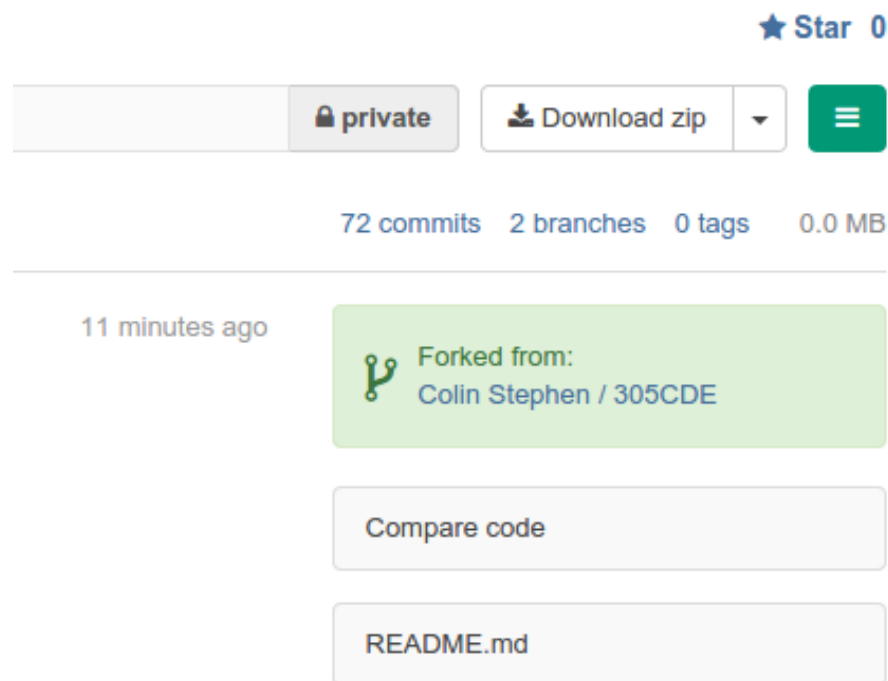 Star 0
private Download zip
72 commits 2 branches 0 tags 0.0 MB
11 minutes ago
Forked from:
Colin Stephen / 305CDE
Compare code
README.md